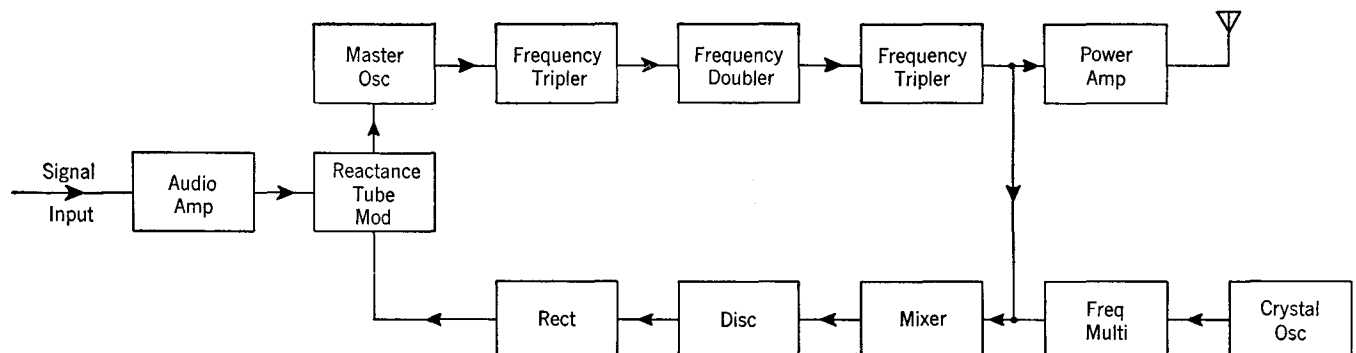 Master
Osc
Frequency
Tripler
Frequency
Doubler
Frequency
Tripler
Power
Amp
Signal
Input
Audio
Amp
Reactance
Tube
Mod
Rect
Disc
Mixer
Freq
Multi
Crystal
Osc